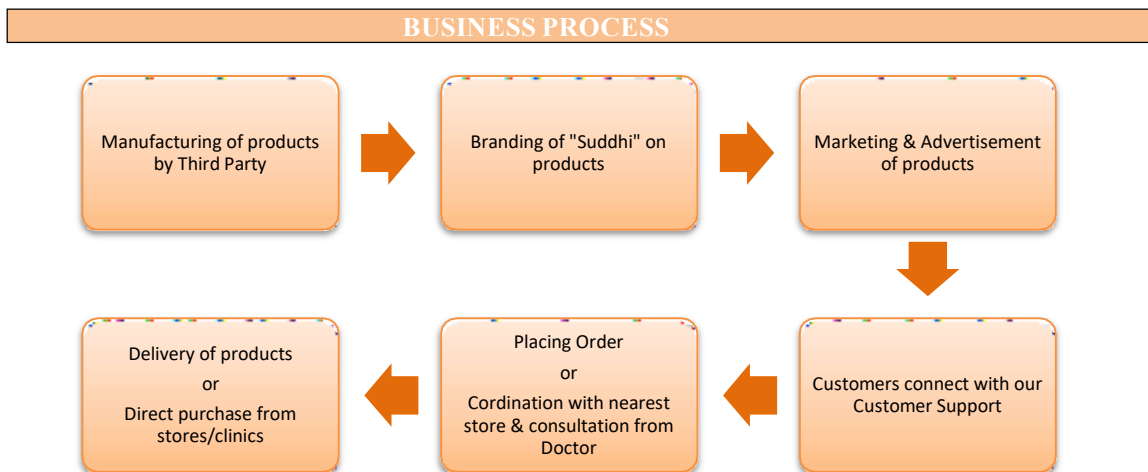 BUSINESS PROCESS
Manufacturing of products
by Third Party
Branding of "Suddhi" on
products
Marketing & Advertisement
of products
Customers connect with our
Customer Support
Placing Order
or
Cordination with nearest
store & consultation from
Doctor
Delivery of products
or
Direct purchase from
stores/clinics